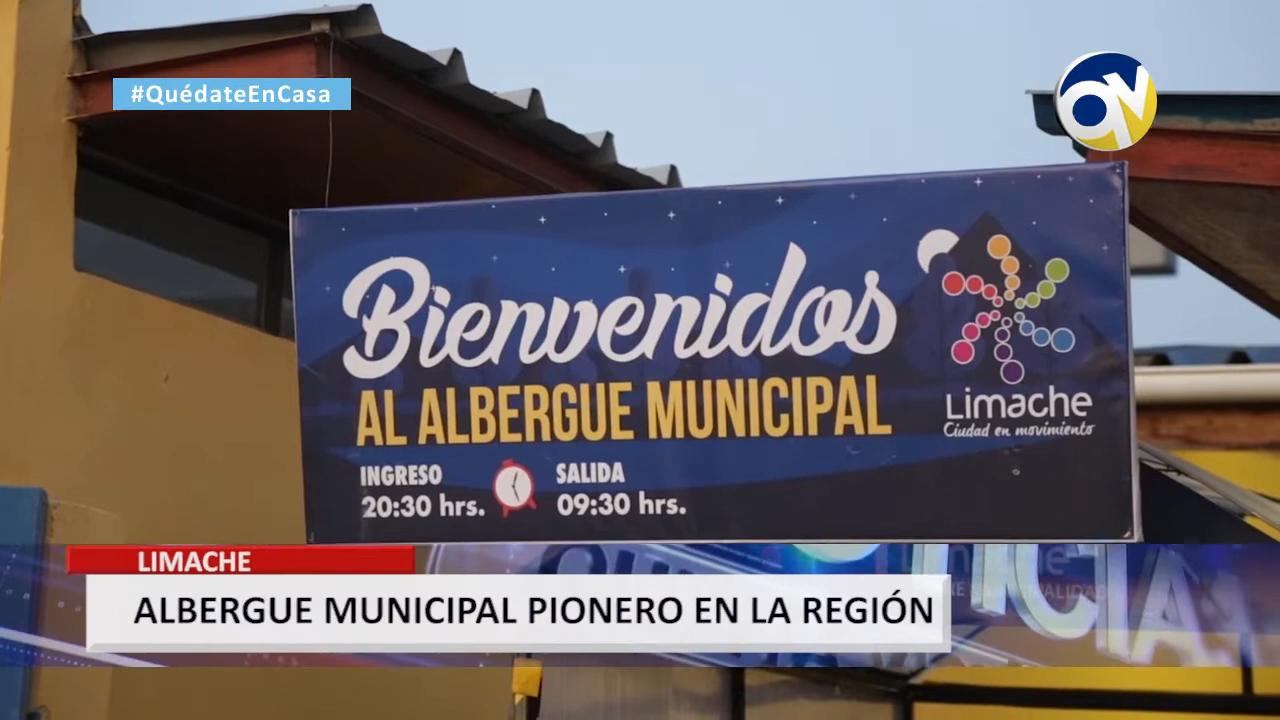 #QuédateEnCasa
Bienvenidos
AL ALBERGUE MUNICIPAL
INGRESO
20:30 hrs.
SALIDA
09:30 hrs.
Limache
Ciudad en movimiento
LIMACHE
ALBERGUE MUNICIPAL PIONERO EN LA REGIÓN